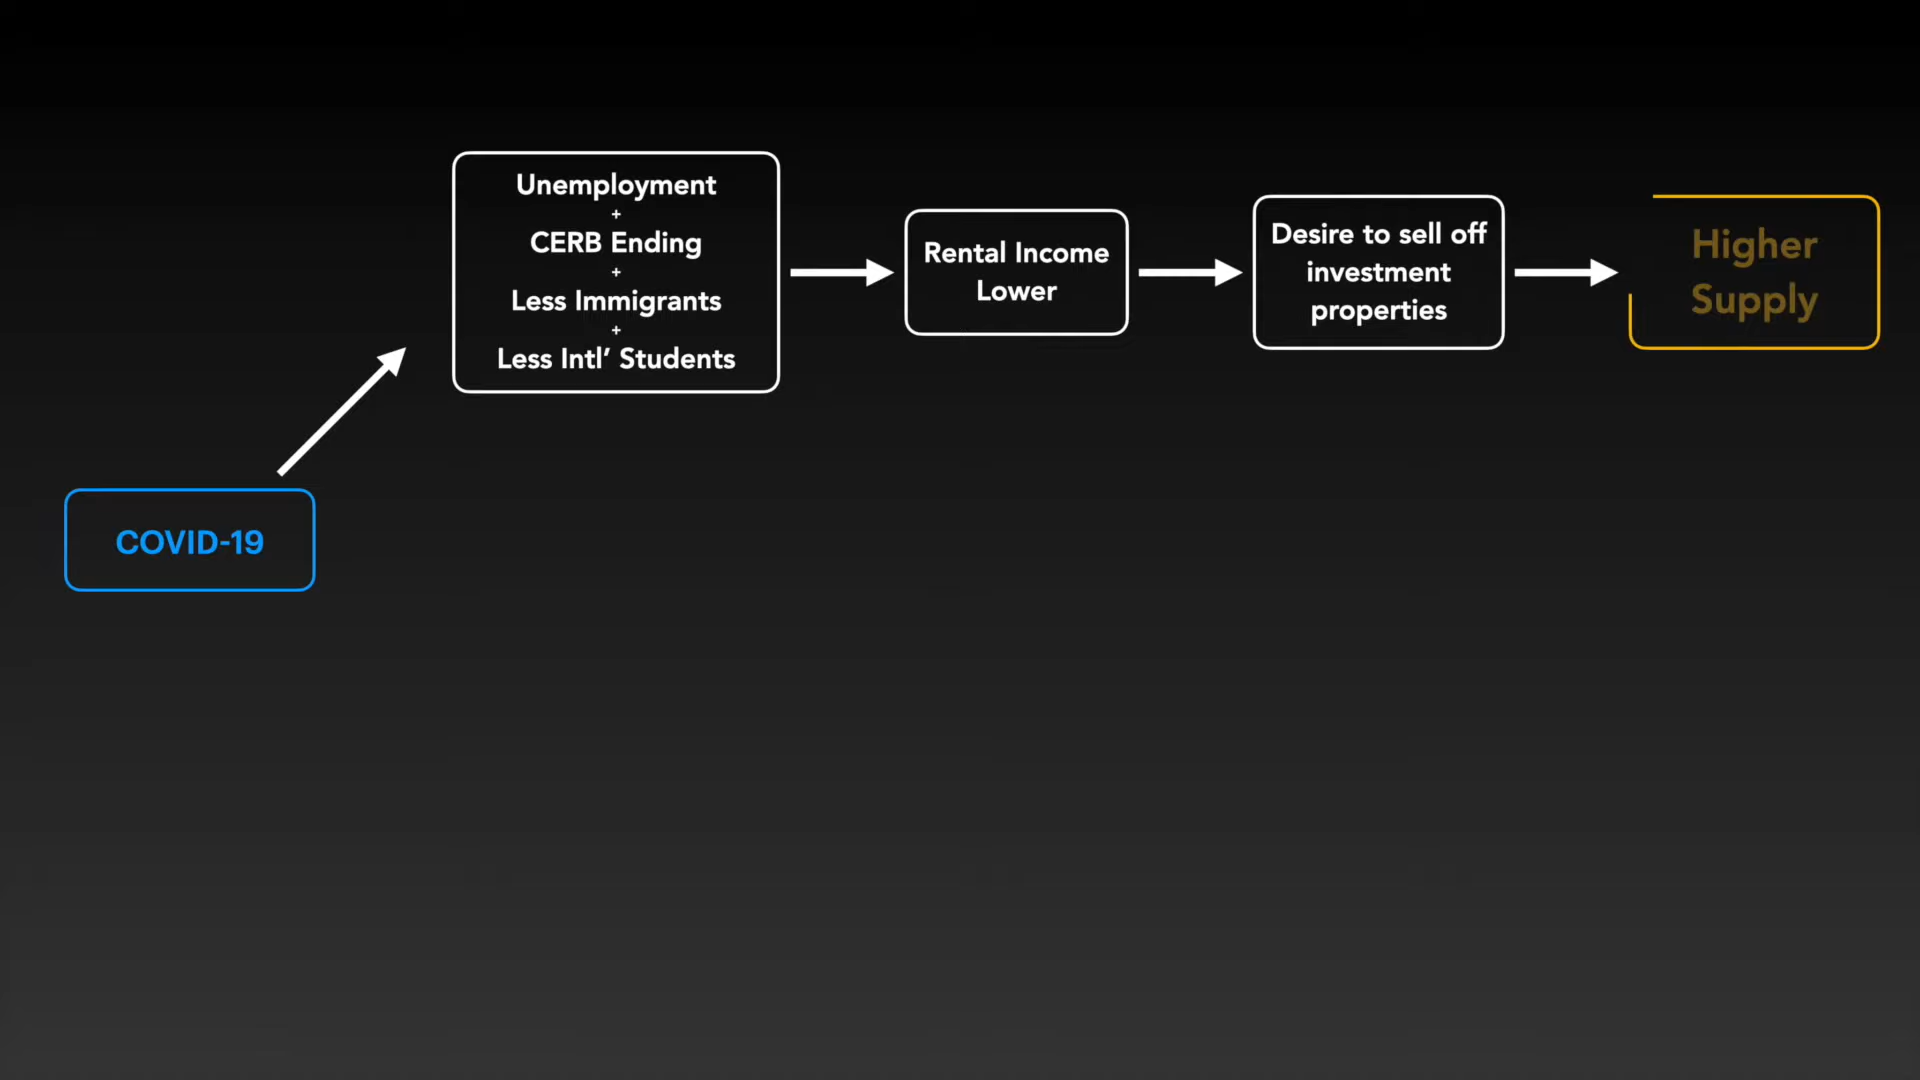 Unemployment
+
CERB Ending
+
Less Immigrants
+
Less Intl’ Students
Rental Income
Lower
Desire to sell off
investment
properties
Higher
Supply
COVID-19